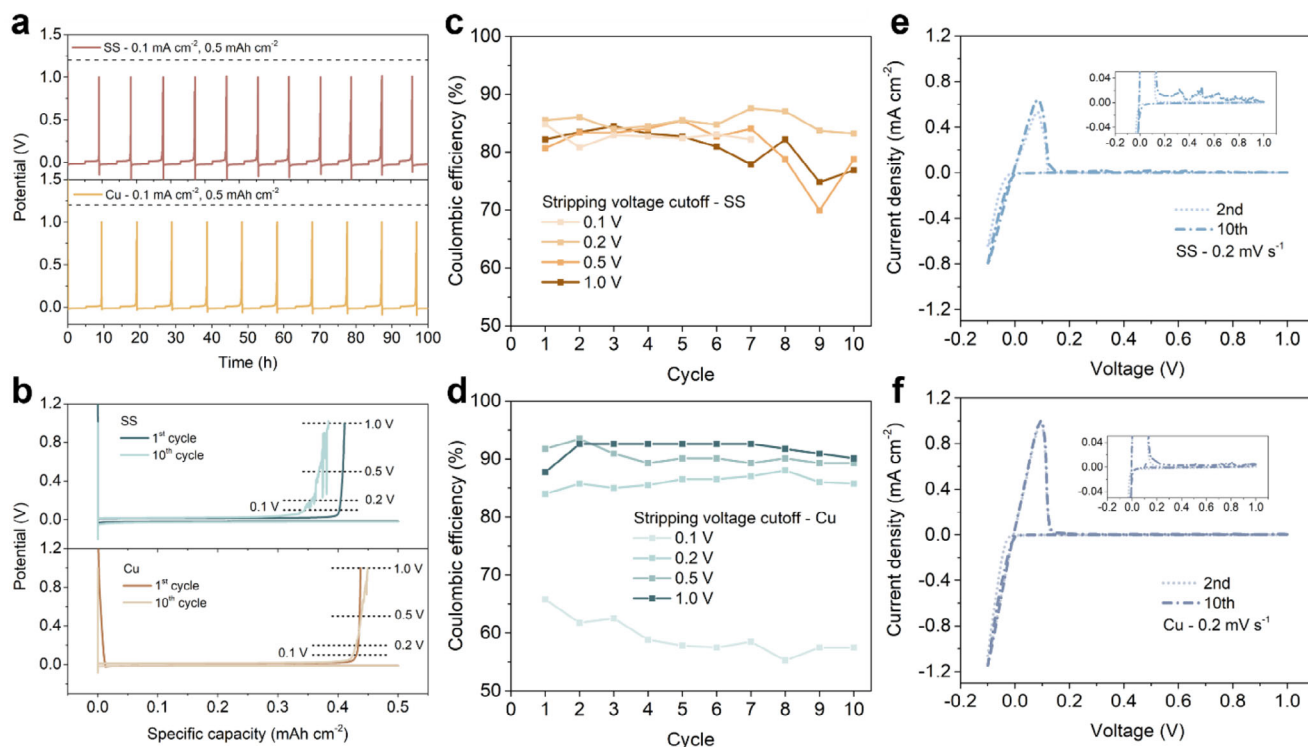 a
SS - 0.1 mA cm⁻², 0.5 mAh cm⁻²
1.5
1.0
0.5
0.0
1.5
Cu - 0.1 mA cm⁻², 0.5 mAh cm⁻²
1.0
0.5
0.0
Potential (V)
0 10 20 30 40 50 60 70 80 90 100
Time (h)
b
1.2
0.8
0.4
0.0
SS
1ˢᵗ cycle
10ᵗʰ cycle
1.0 V
0.5 V
0.2 V
0.1 V
1.2
0.8
0.4
0.0
Cu
1ˢᵗ cycle
10ᵗʰ cycle
1.0 V
0.5 V
0.2 V
0.1 V
Potential (V)
0.0 0.1 0.2 0.3 0.4 0.5
Specific capacity (mAh cm⁻²)
c
100
90
80
70
60
50
Coulombic efficiency (%)
Stripping voltage cutoff - SS
0.1 V
0.2 V
0.5 V
1.0 V
0 1 2 3 4 5 6 7 8 9 10
Cycle
d
100
90
80
70
60
50
Coulombic efficiency (%)
Stripping voltage cutoff - Cu
0.1 V
0.2 V
0.5 V
1.0 V
0 1 2 3 4 5 6 7 8 9 10
Cycle
e
1.2
0.8
0.4
0.0
-0.4
-0.8
-1.2
Current density (mA cm⁻²)
0.04
0.00
-0.04
-0.2 0.0 0.2 0.4 0.6 0.8 1.0
2nd
10th
SS - 0.2 mV s⁻¹
-0.2 0.0 0.2 0.4 0.6 0.8 1.0
Voltage (V)
f
1.2
0.8
0.4
0.0
-0.4
-0.8
-1.2
Current density (mA cm⁻²)
0.04
0.00
-0.04
-0.2 0.0 0.2 0.4 0.6 0.8 1.0
2nd
10th
Cu - 0.2 mV s⁻¹
-0.2 0.0 0.2 0.4 0.6 0.8 1.0
Voltage (V)